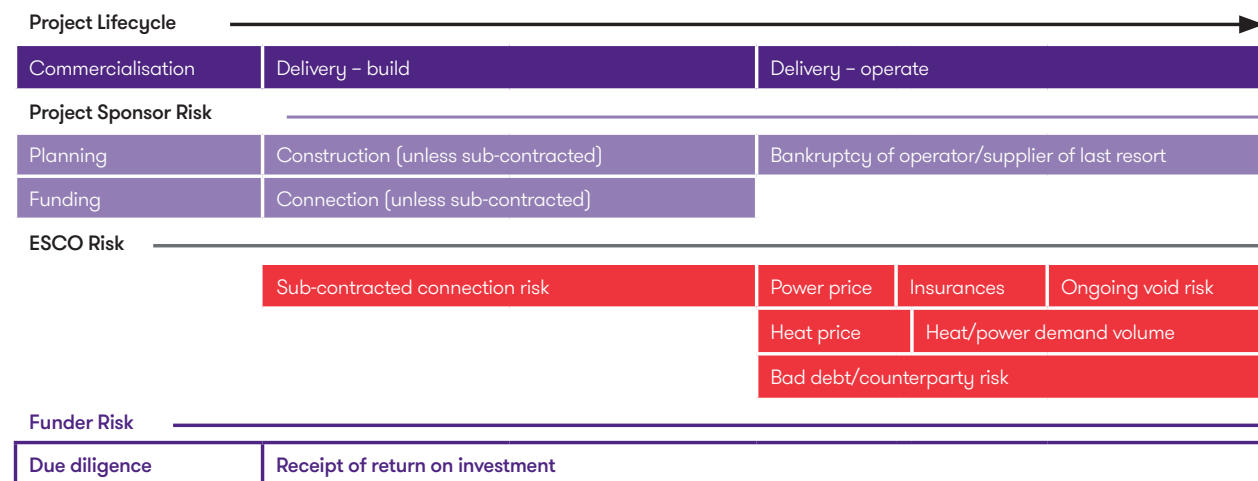 Project Lifecycle
Commercialisation Delivery – build Delivery – operate
Project Sponsor Risk
Planning Construction (unless sub-contracted) Bankruptcy of operator/supplier of last resort
Funding Connection (unless sub-contracted)
ESCO Risk
Sub-contracted connection risk Power price Insurances Ongoing void risk
Heat price Heat/power demand volume
Bad debt/counterparty risk
Funder Risk
Due diligence Receipt of return on investment